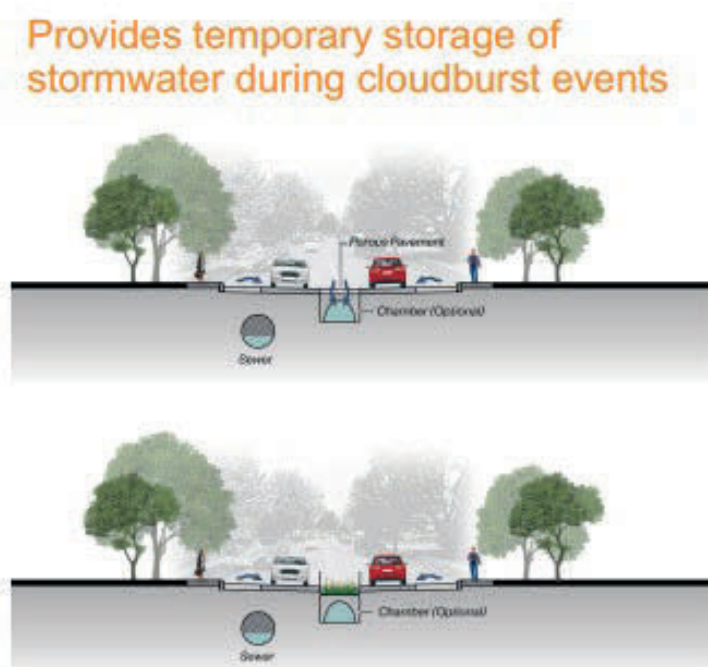 Provides temporary storage of
stormwater during cloudburst events
Porous Pavement
Chamber (Optional)
Sewer
Chamber (Optional)
Sewer